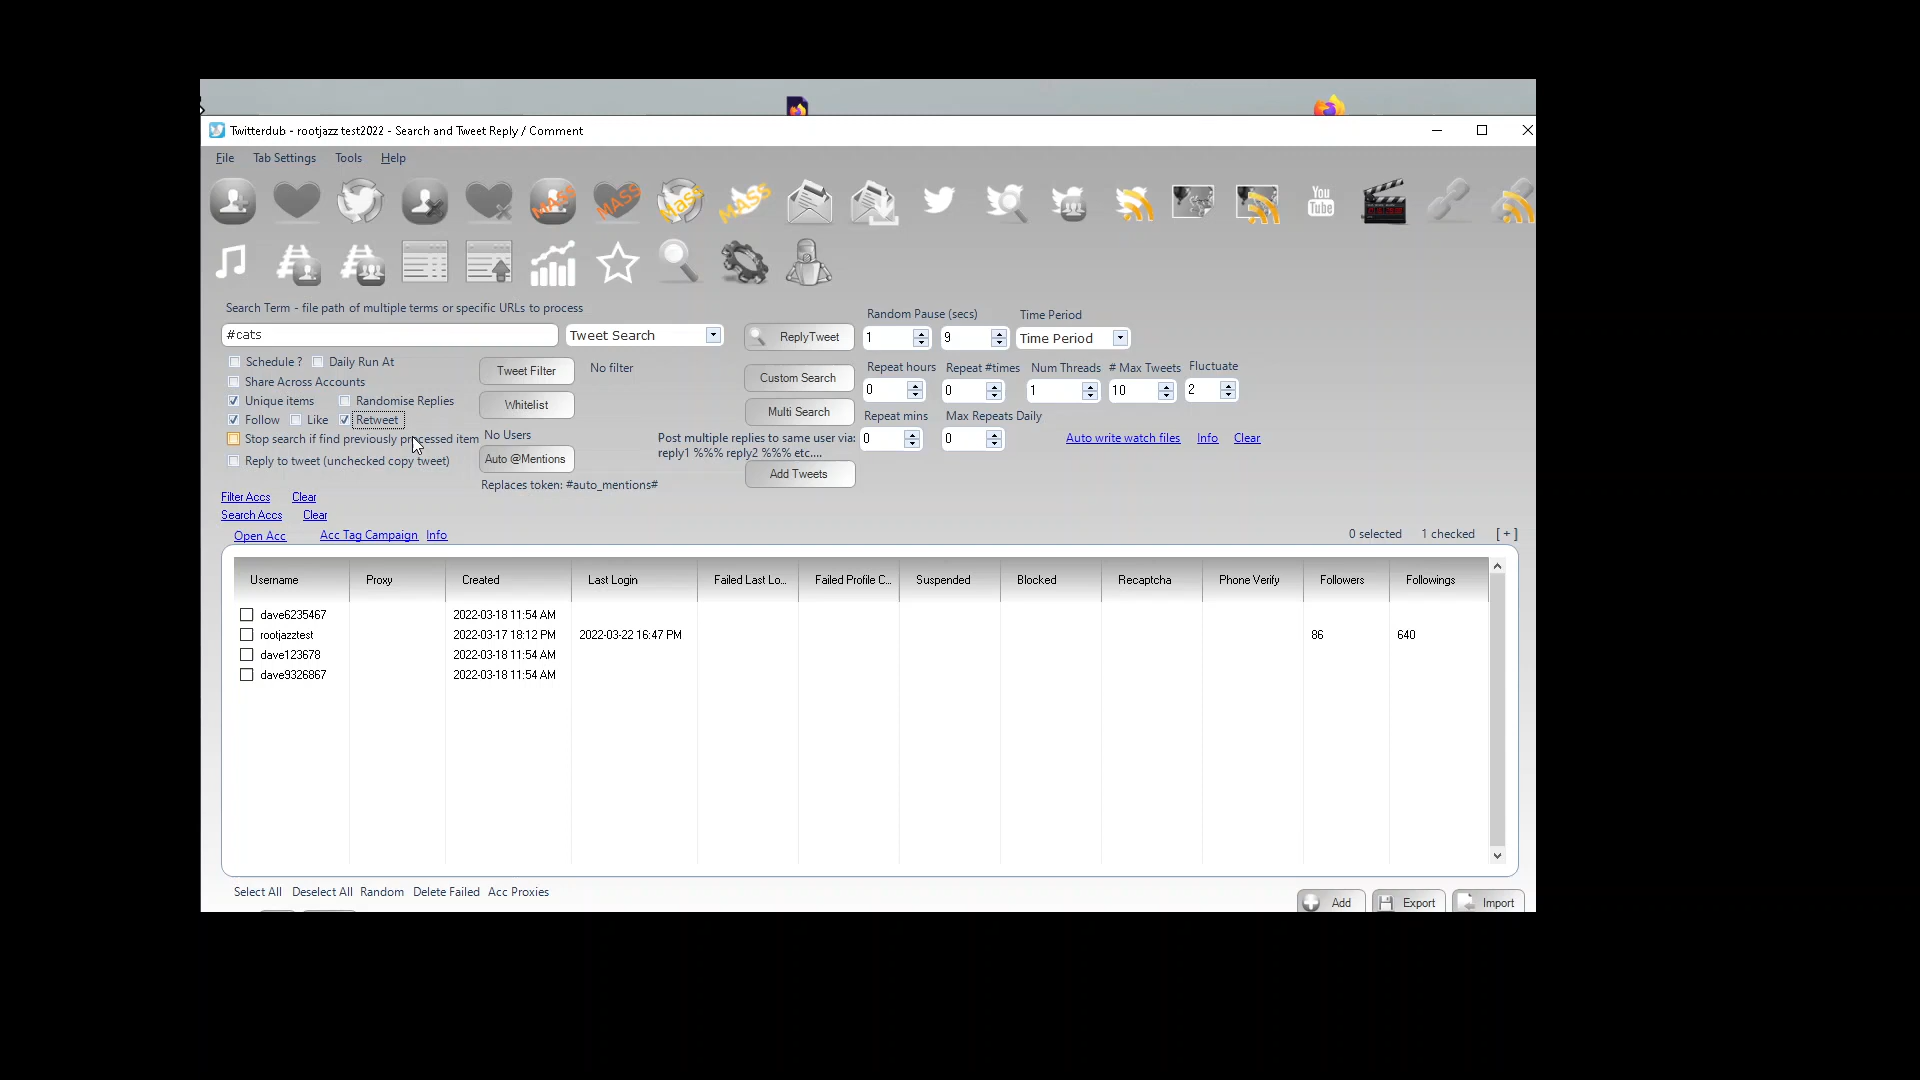 Twitterdub - rootjazz test2022 - Search and Tweet Reply / Comment
File Tab Settings Tools Help
MASS MASS MASS MASS You Tube
Search Term - file path of multiple terms or specific URLs to process
Random Pause (secs) Time Period
#cats Tweet Search ReplyTweet 1 9 Time Period
Schedule ? Daily Run At Tweet Filter No filter
Repeat hours Repeat #times Num Threads # Max Tweets Fluctuate
Share Across Accounts Custom Search 0 0 1 10 2
Unique items Randomise Replies Whitelist Multi Search
Follow Like Retweet Repeat mins Max Repeats Daily
Stop search if find previously processed item No Users Post multiple replies to same user via: 0 0 Auto write watch files Info Clear
reply1 %%% reply2 %%% etc....
Reply to tweet (unchecked copy tweet) Auto @Mentions Add Tweets
Replaces token: #auto_mentions#
Filter Accs Clear
Search Accs Clear
Open Acc Acc Tag Campaign Info 0 selected 1 checked [ + ]
Username Proxy Created Last Login Failed Last Lo... Failed Profile C... Suspended Blocked Recaptcha Phone Verify Followers Followings
dave6235467 2022-03-18 11:54 AM
rootjazztest 2022-03-17 18:12 PM 2022-03-22 16:47 PM 86 640
dave123678 2022-03-18 11:54 AM
dave9326867 2022-03-18 11:54 AM
Select All Deselect All Random Delete Failed Acc Proxies
Add Export Import